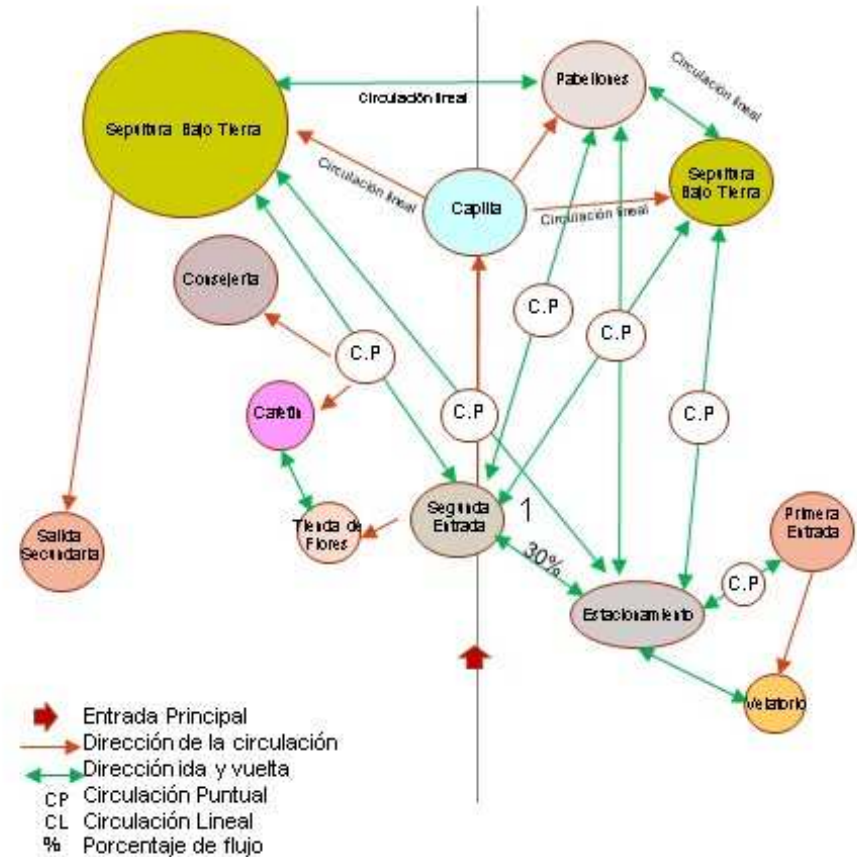 Pabellones
Circulación lineal
Circulación lineal
Sepultura Bajo Tierra
Circulación lineal
Sepultura
Bajo Tierra
Capilla
Circulación lineal
Consejería
C.P
C.P
C.P
Cafetín
C.P
C.P
Segunda
Entrada
1
Tienda de
Flores
Primera
Entrada
Salida
Secundaria
30%
C.P
Estacionamiento
Velatorio
Entrada Principal
Dirección de la circulación
Dirección ida y vuelta
CP Circulación Puntual
CL Circulación Lineal
% Porcentaje de flujo